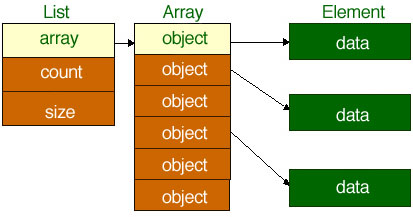 List
array
count
size
Array
object
object
object
object
object
object
Element
data
data
data